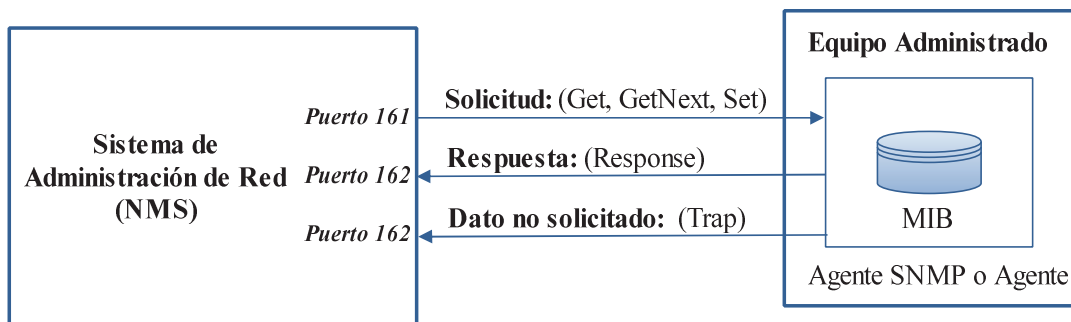 Equipo Administrado
Solicitud: (Get, GetNext, Set)
Puerto 161
Sistema de
Administración de Red
(NMS)
Respuesta: (Response)
Puerto 162
Dato no solicitado: (Trap)
Puerto 162
MIB
Agente SNMP o Agente